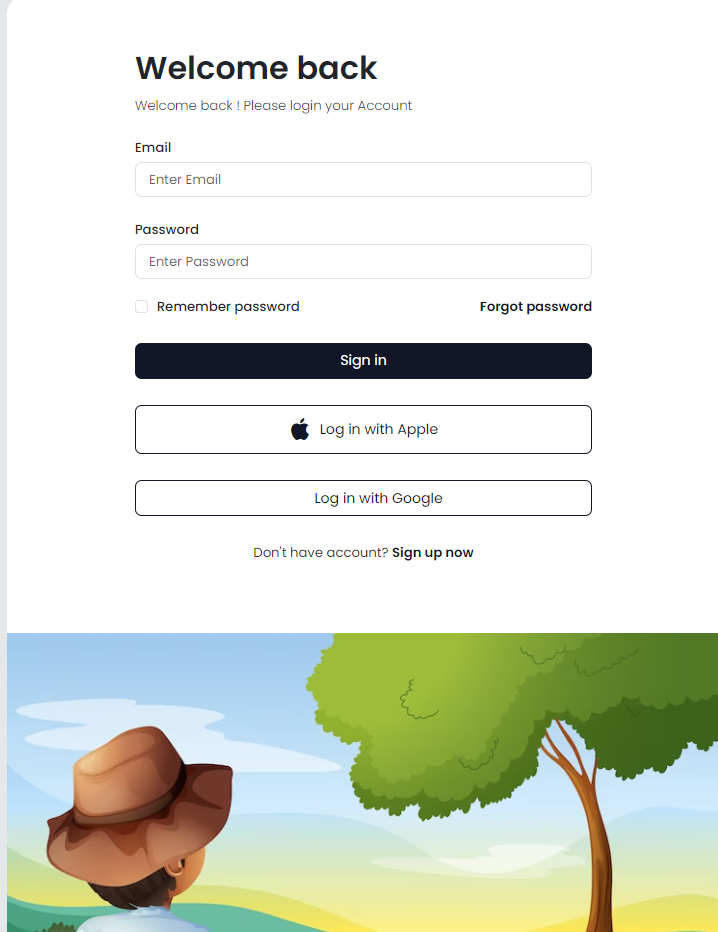 Welcome back
Welcome back ! Please login your Account
Email
Enter Email
Password
Enter Password
Remember password
Forgot password
Sign in
Log in with Apple
Log in with Google
Don't have account? Sign up now